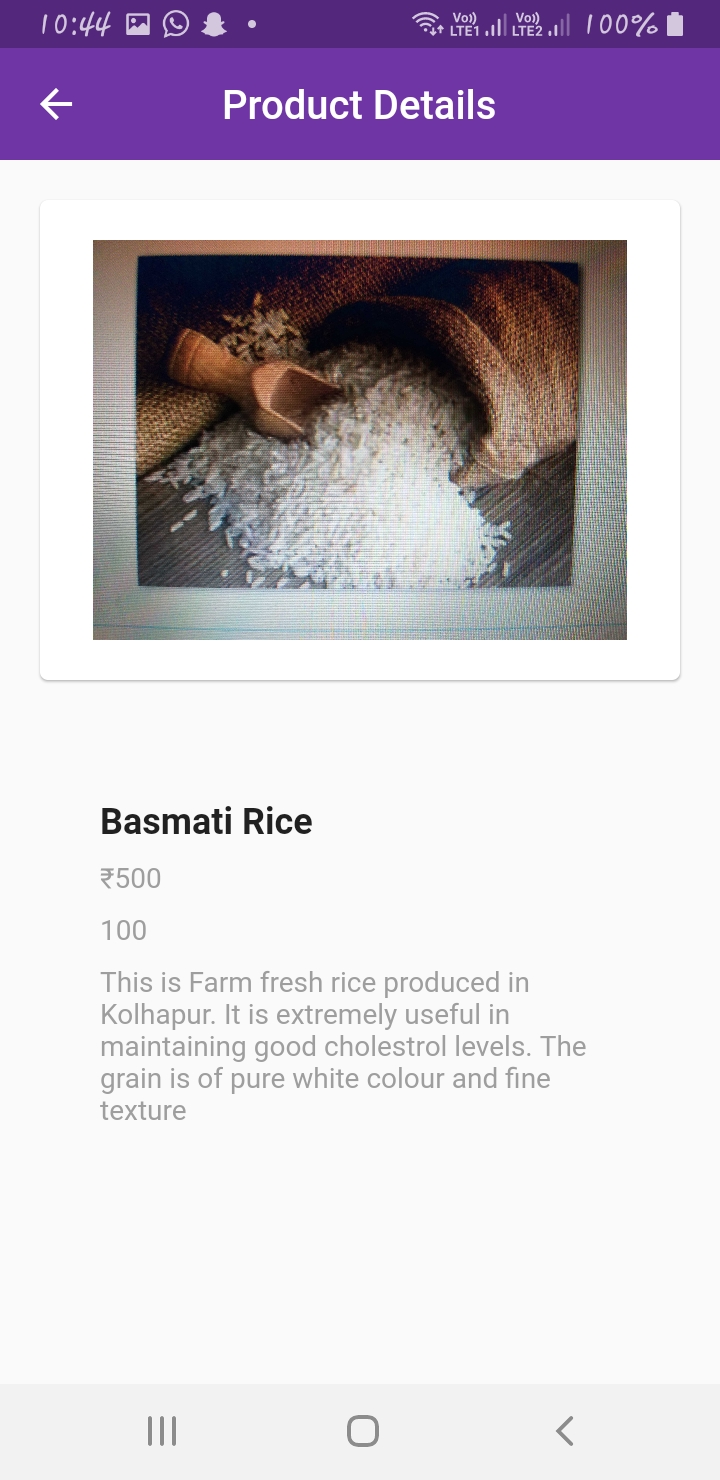 10:44 Vo)) LTE1 Vo)) LTE2 100%
Product Details
Basmati Rice
₹500
100
This is Farm fresh rice produced in
Kolhapur. It is extremely useful in
maintaining good cholestrol levels. The
grain is of pure white colour and fine
texture